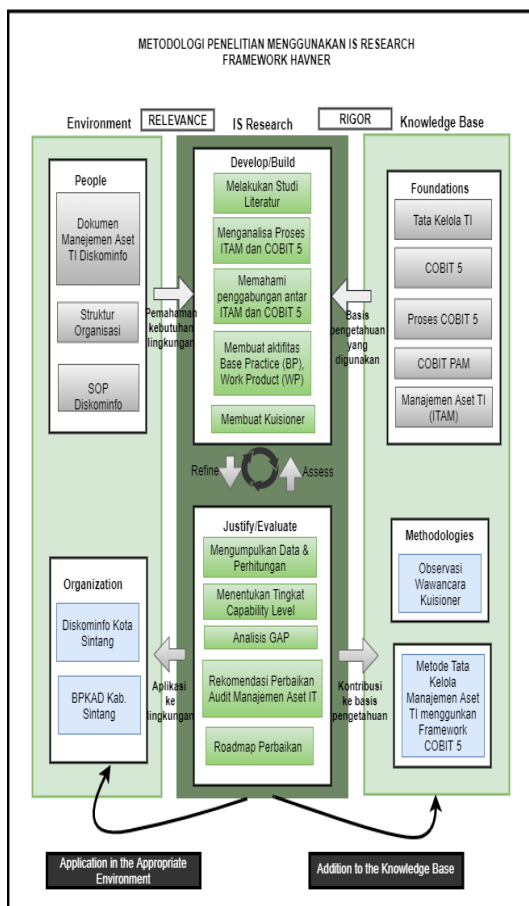 METODOLOGI PENELITIAN MENGGUNAKAN IS RESEARCH
FRAMEWORK HAVNER
Environment
RELEVANCE
IS Research
RIGOR
Knowledge Base
People
Dokumen
Manejemen Aset
TI Diskominfo
Struktur
Organisasi
SOP
Diskominfo
Pemahaman
kebutuhan
lingkungan
Develop/Build
Melakukan Studi
Literatur
Menganalisa Proses
ITAM dan COBIT 5
Memahami
penggabungan antar
ITAM dan COBIT 5
Membuat aktifitas
Base Practice (BP),
Work Product (WP)
Membuat Kuisioner
Basis
pengetahuan
yang
digunakan
Foundations
Tata Kelola TI
COBIT 5
Proses COBIT 5
COBIT PAM
Manajemen Aset TI
(ITAM)
Refine
Assess
Organization
Diskominfo Kota
Sintang
BPKAD Kab.
Sintang
Aplikasi
ke
lingkungan
Justify/Evaluate
Mengumpulkan Data &
Perhitungan
Menentukan Tingkat
Capability Level
Analisis GAP
Rekomendasi Perbaikan
Audit Manajemen Aset IT
Roadmap Perbaikan
Kontribusi
ke basis
pengetahuan
Methodologies
Observasi
Wawancara
Kuisioner
Metode Tata
Kelola
Manajemen Aset
TI menggunkan
Framework
COBIT 5
Application in the Appropriate
Environment
Addition to the Knowledge Base